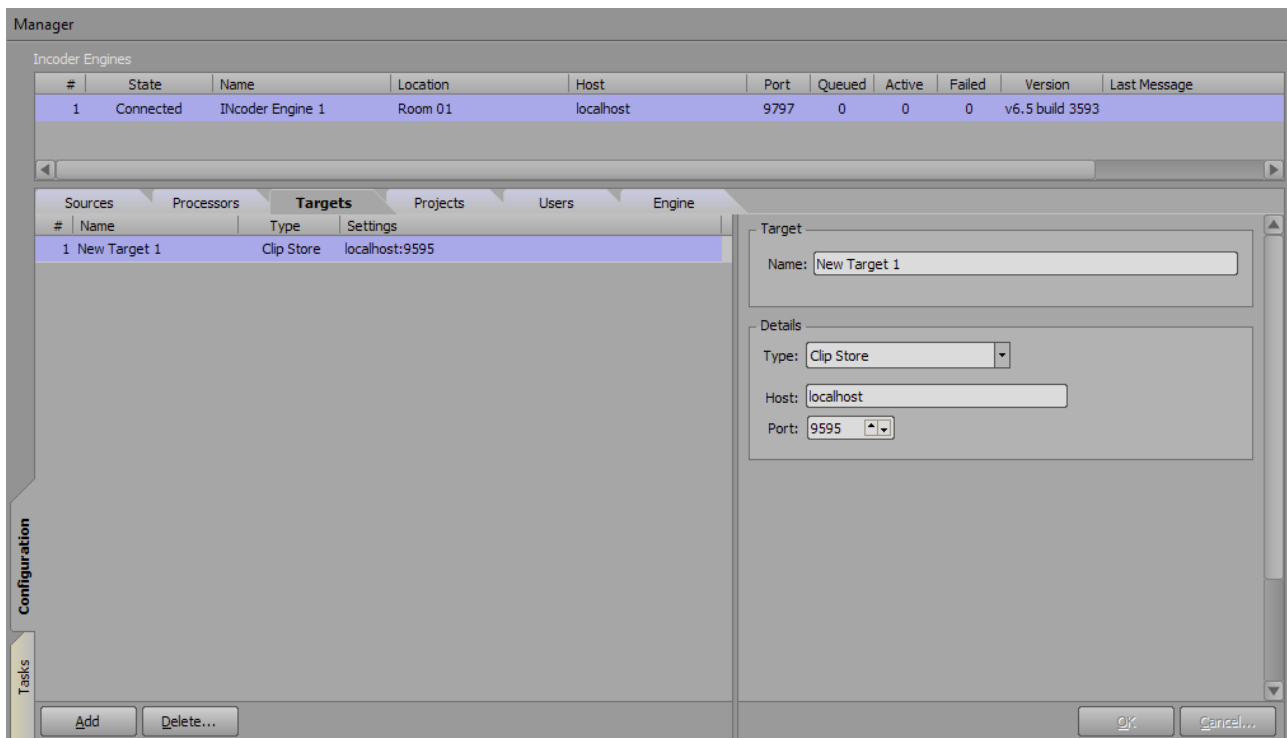 Manager
Incoder Engines
# State Name Location Host Port Queued Active Failed Version Last Message
1 Connected INcoder Engine 1 Room 01 localhost 9797 0 0 0 v6.5 build 3593
Sources Processors Targets Projects Users Engine
# Name Type Settings
1 New Target 1 Clip Store localhost:9595
Target
Name: New Target 1
Details
Type: Clip Store
Host: localhost
Port: 9595
Configuration
Tasks
Add Delete...
OK Cancel...